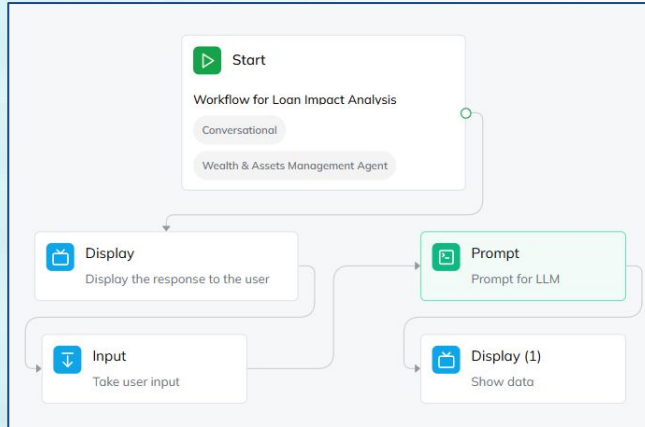 Start
Workflow for Loan Impact Analysis
Conversational
Wealth & Assets Management Agent
Display
Display the response to the user
Prompt
Prompt for LLM
Input
Take user input
Display (1)
Show data